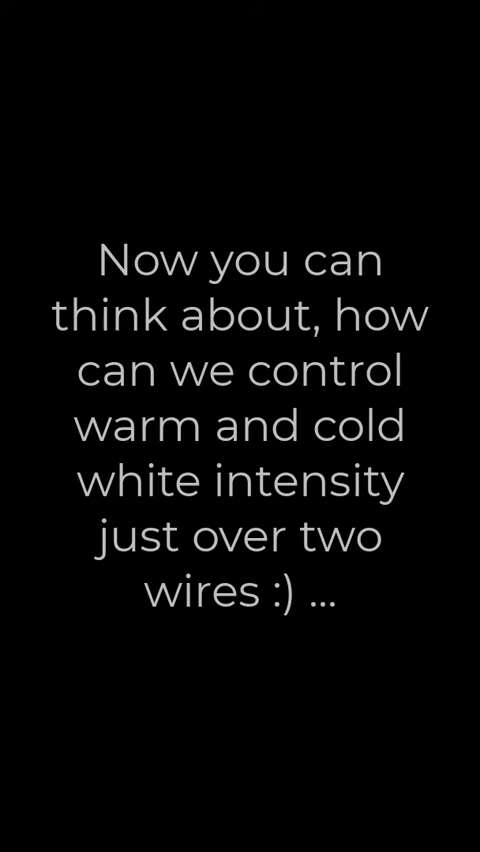 Now you can
think about, how
can we control
warm and cold
white intensity
just over two
wires :) ...